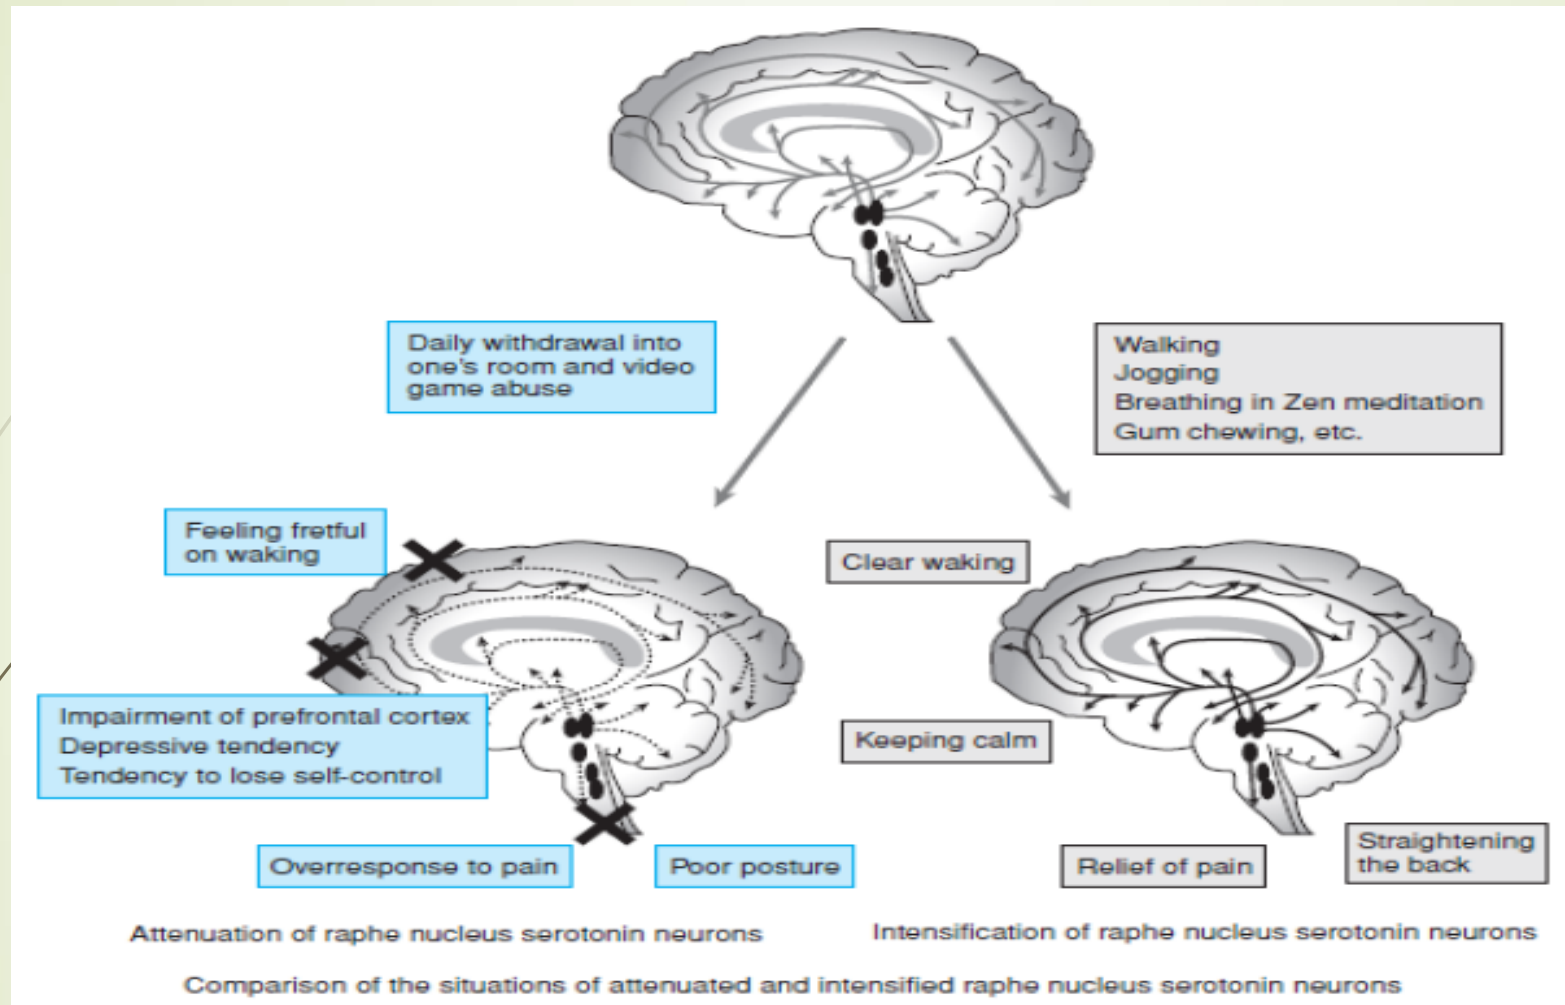 Daily withdrawal into
one's room and video
game abuse
Walking
Jogging
Breathing in Zen meditation
Gum chewing, etc.
Feeling fretful
on waking
Clear waking
Impairment of prefrontal cortex
Depressive tendency
Tendency to lose self-control
Keeping calm
Overresponse to pain
Poor posture
Relief of pain
Straightening
the back
Attenuation of raphe nucleus serotonin neurons
Intensification of raphe nucleus serotonin neurons
Comparison of the situations of attenuated and intensified raphe nucleus serotonin neurons